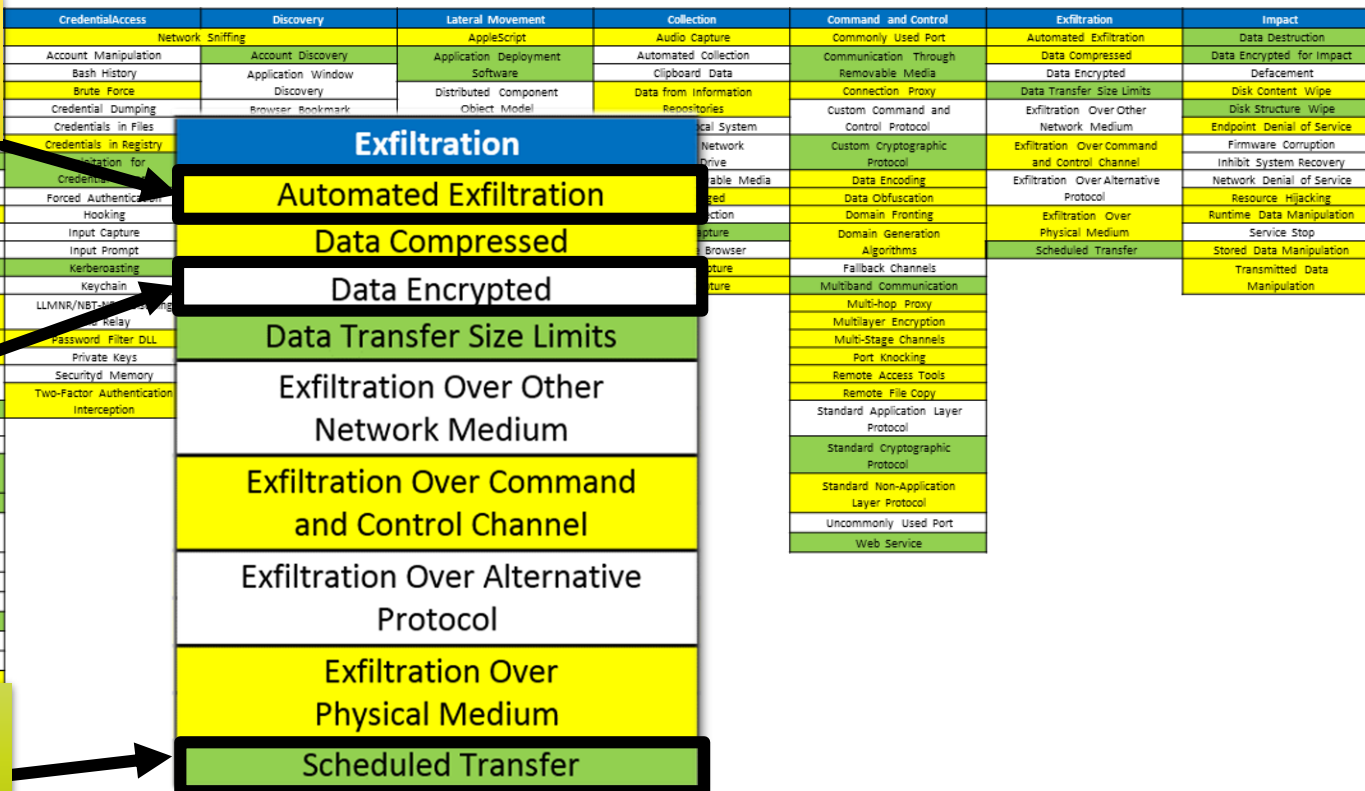 CredentialAccess
Discovery
Lateral Movement
Collection
Command and Control
Exfiltration
Impact
Network Sniffing
Account Manipulation
Bash History
Brute Force
Credential Dumping
Credentials in Files
Credentials in Registry
for
Forced
Hooking
Input Capture
Input Prompt
Kerberoasting
Keychain
Relay
Password Filter DLL
Private Keys
Securityd Memory
Two-Factor Authentication
Interception
Account Discovery
Application Window
Discovery
Browser Bookmark
AppleScript
Application Deployment
Software
Distributed Component
Object Model
Audio Capture
Automated Collection
Clipboard Data
Data from Information
Repositories
System
Network
Drive
Media
Browser
Commonly Used Port
Communication Through
Removable Media
Connection Proxy
Custom Command and
Control Protocol
Custom Cryptographic
Protocol
Data Encoding
Data Obfuscation
Domain Fronting
Domain Generation
Algorithms
Fallback Channels
Multiband Communication
Multi-hop Proxy
Multilayer Encryption
Multi-Stage Channels
Port Knocking
Remote Access Tools
Remote File Copy
Standard Application Layer
Protocol
Standard Cryptographic
Protocol
Standard Non-Application
Layer Protocol
Uncommonly Used Port
Web Service
Automated Exfiltration
Data Compressed
Data Encrypted
Data Transfer Size Limits
Exfiltration Over Other
Network Medium
Exfiltration Over Command
and Control Channel
Exfiltration Over Alternative
Protocol
Exfiltration Over
Physical Medium
Scheduled Transfer
Data Destruction
Data Encrypted for Impact
Defacement
Disk Content Wipe
Disk Structure Wipe
Endpoint Denial of Service
Firmware Corruption
Inhibit System Recovery
Network Denial of Service
Resource Hijacking
Runtime Data Manipulation
Service Stop
Stored Data Manipulation
Transmitted Data
Manipulation
Exfiltration
Automated Exfiltration
Data Compressed
Data Encrypted
Data Transfer Size Limits
Exfiltration Over Other
Network Medium
Exfiltration Over Command
and Control Channel
Exfiltration Over Alternative
Protocol
Exfiltration Over
Physical Medium
Scheduled Transfer